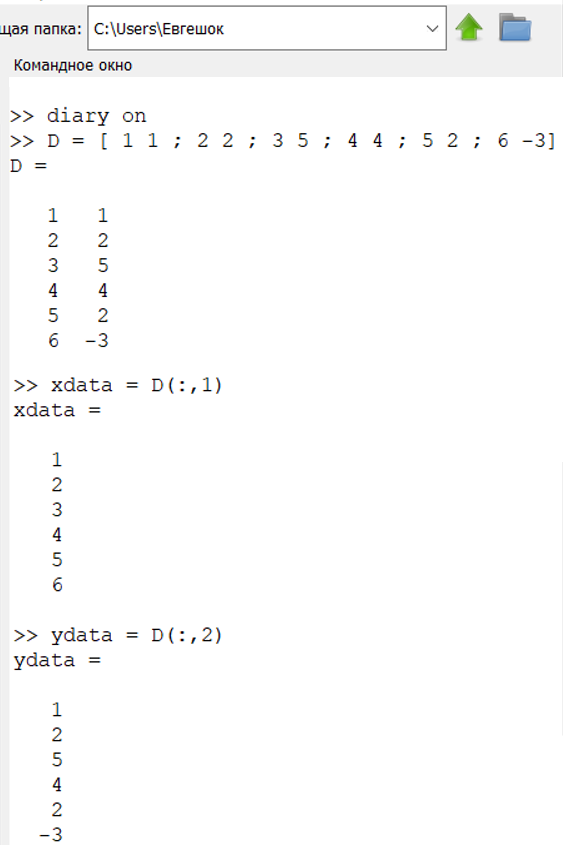 щая папка: C:\Users\Евгешок
Командное окно
>> diary on
>> D = [ 1 1 ; 2 2 ; 3 5 ; 4 4 ; 5 2 ; 6 -3]
D =
1 1
2 2
3 5
4 4
5 2
6 -3
>> xdata = D(:,1)
xdata =
1
2
3
4
5
6
>> ydata = D(:,2)
ydata =
1
2
5
4
2
-3